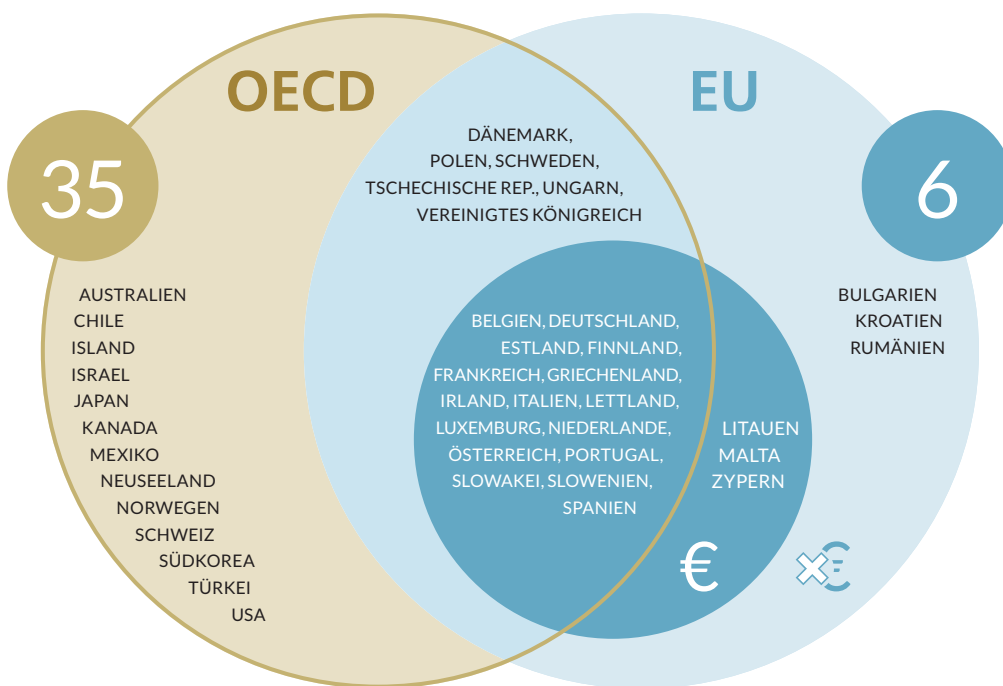 OECD
EU
35
6
DÄNEMARK,
POLEN, SCHWEDEN,
TSCHECHISCHE REP., UNGARN,
VEREINIGTES KÖNIGREICH
AUSTRALIEN
CHILE
ISLAND
ISRAEL
JAPAN
KANADA
MEXIKO
NEUSEELAND
NORWEGEN
SCHWEIZ
SÜDKOREA
TÜRKEI
USA
BELGIEN, DEUTSCHLAND,
ESTLAND, FINNLAND,
FRANKREICH, GRIECHENLAND,
IRLAND, ITALIEN, LETTLAND,
LUXEMBURG, NIEDERLANDE,
ÖSTERREICH, PORTUGAL,
SLOWAKEI, SLOWENIEN,
SPANIEN
LITAUEN
MALTA
ZYPERN
BULGARIEN
KROATIEN
RUMÄNIEN
€
€